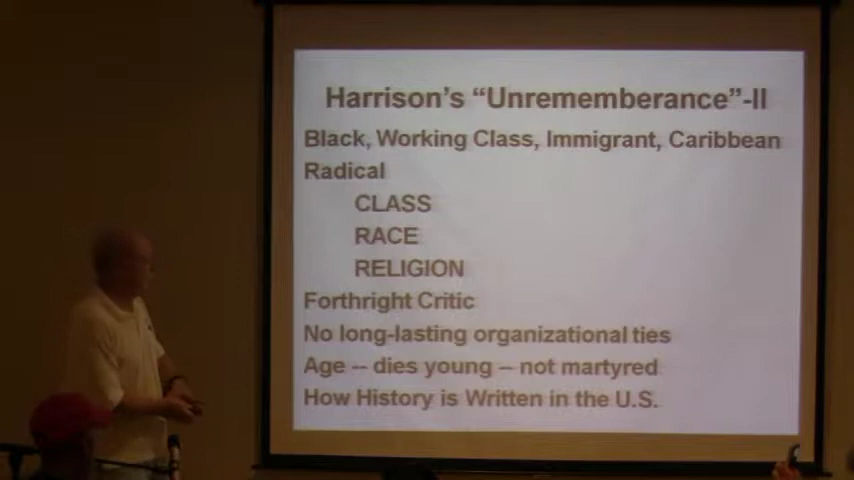 Harrison's “Unrememberance”-II
Black, Working Class, Immigrant, Caribbean
Radical
CLASS
RACE
RELIGION
Forthright Critic
No long-lasting organizational ties
Age -- dies young – not martyred
How History is Written in the U.S.